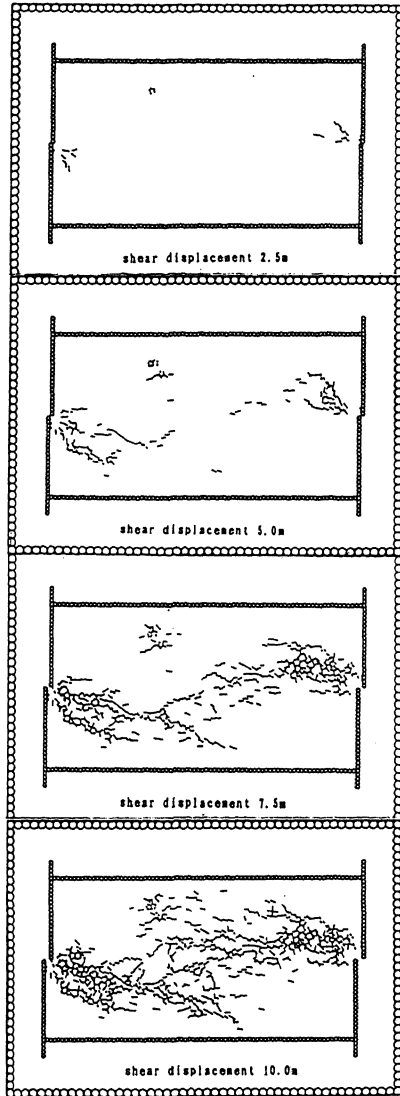 shear displacement 2.5m
shear displacement 5.0m
shear displacement 7.5m
shear displacement 10.0m